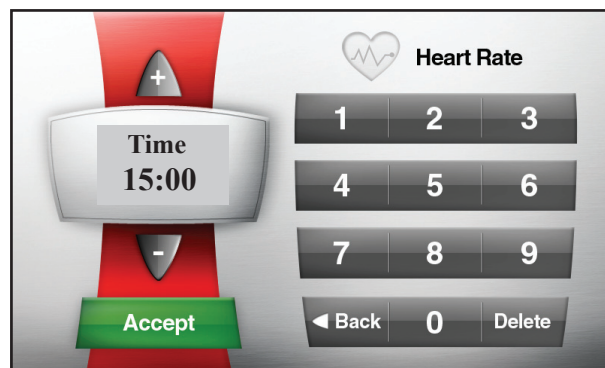 Heart Rate
+
Time
15:00
-
Accept
1 2 3
4 5 6
7 8 9
◄ Back 0 Delete